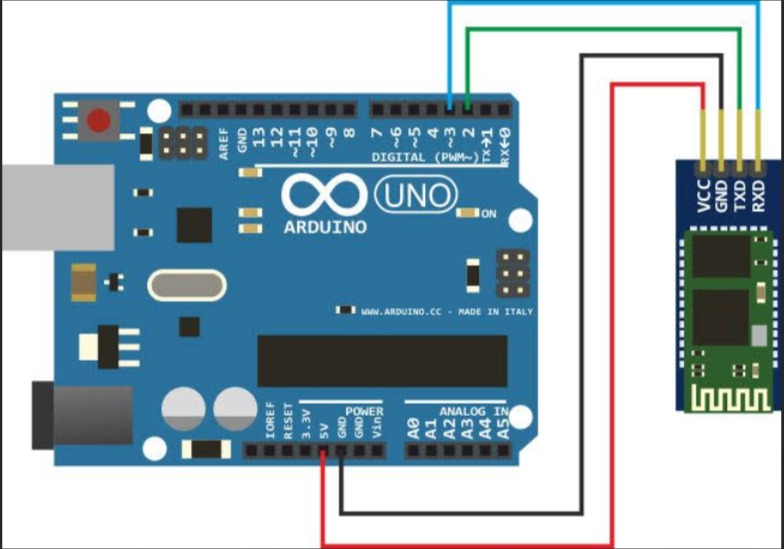 AREF
GND
13
12
~11
~10
~9
8
7
~6
~5
4
~3
2
TX→1
RX←0
DIGITAL (PWM~)
UNO
ARDUINO
ON
WWW.ARDUINO.CC - MADE IN ITALY
POWER
ANALOG IN
IOREF
RESET
3.3V
5V
GND
GND
Vin
A0
A1
A2
A3
A4
A5
VCC
GND
TXD
RXD